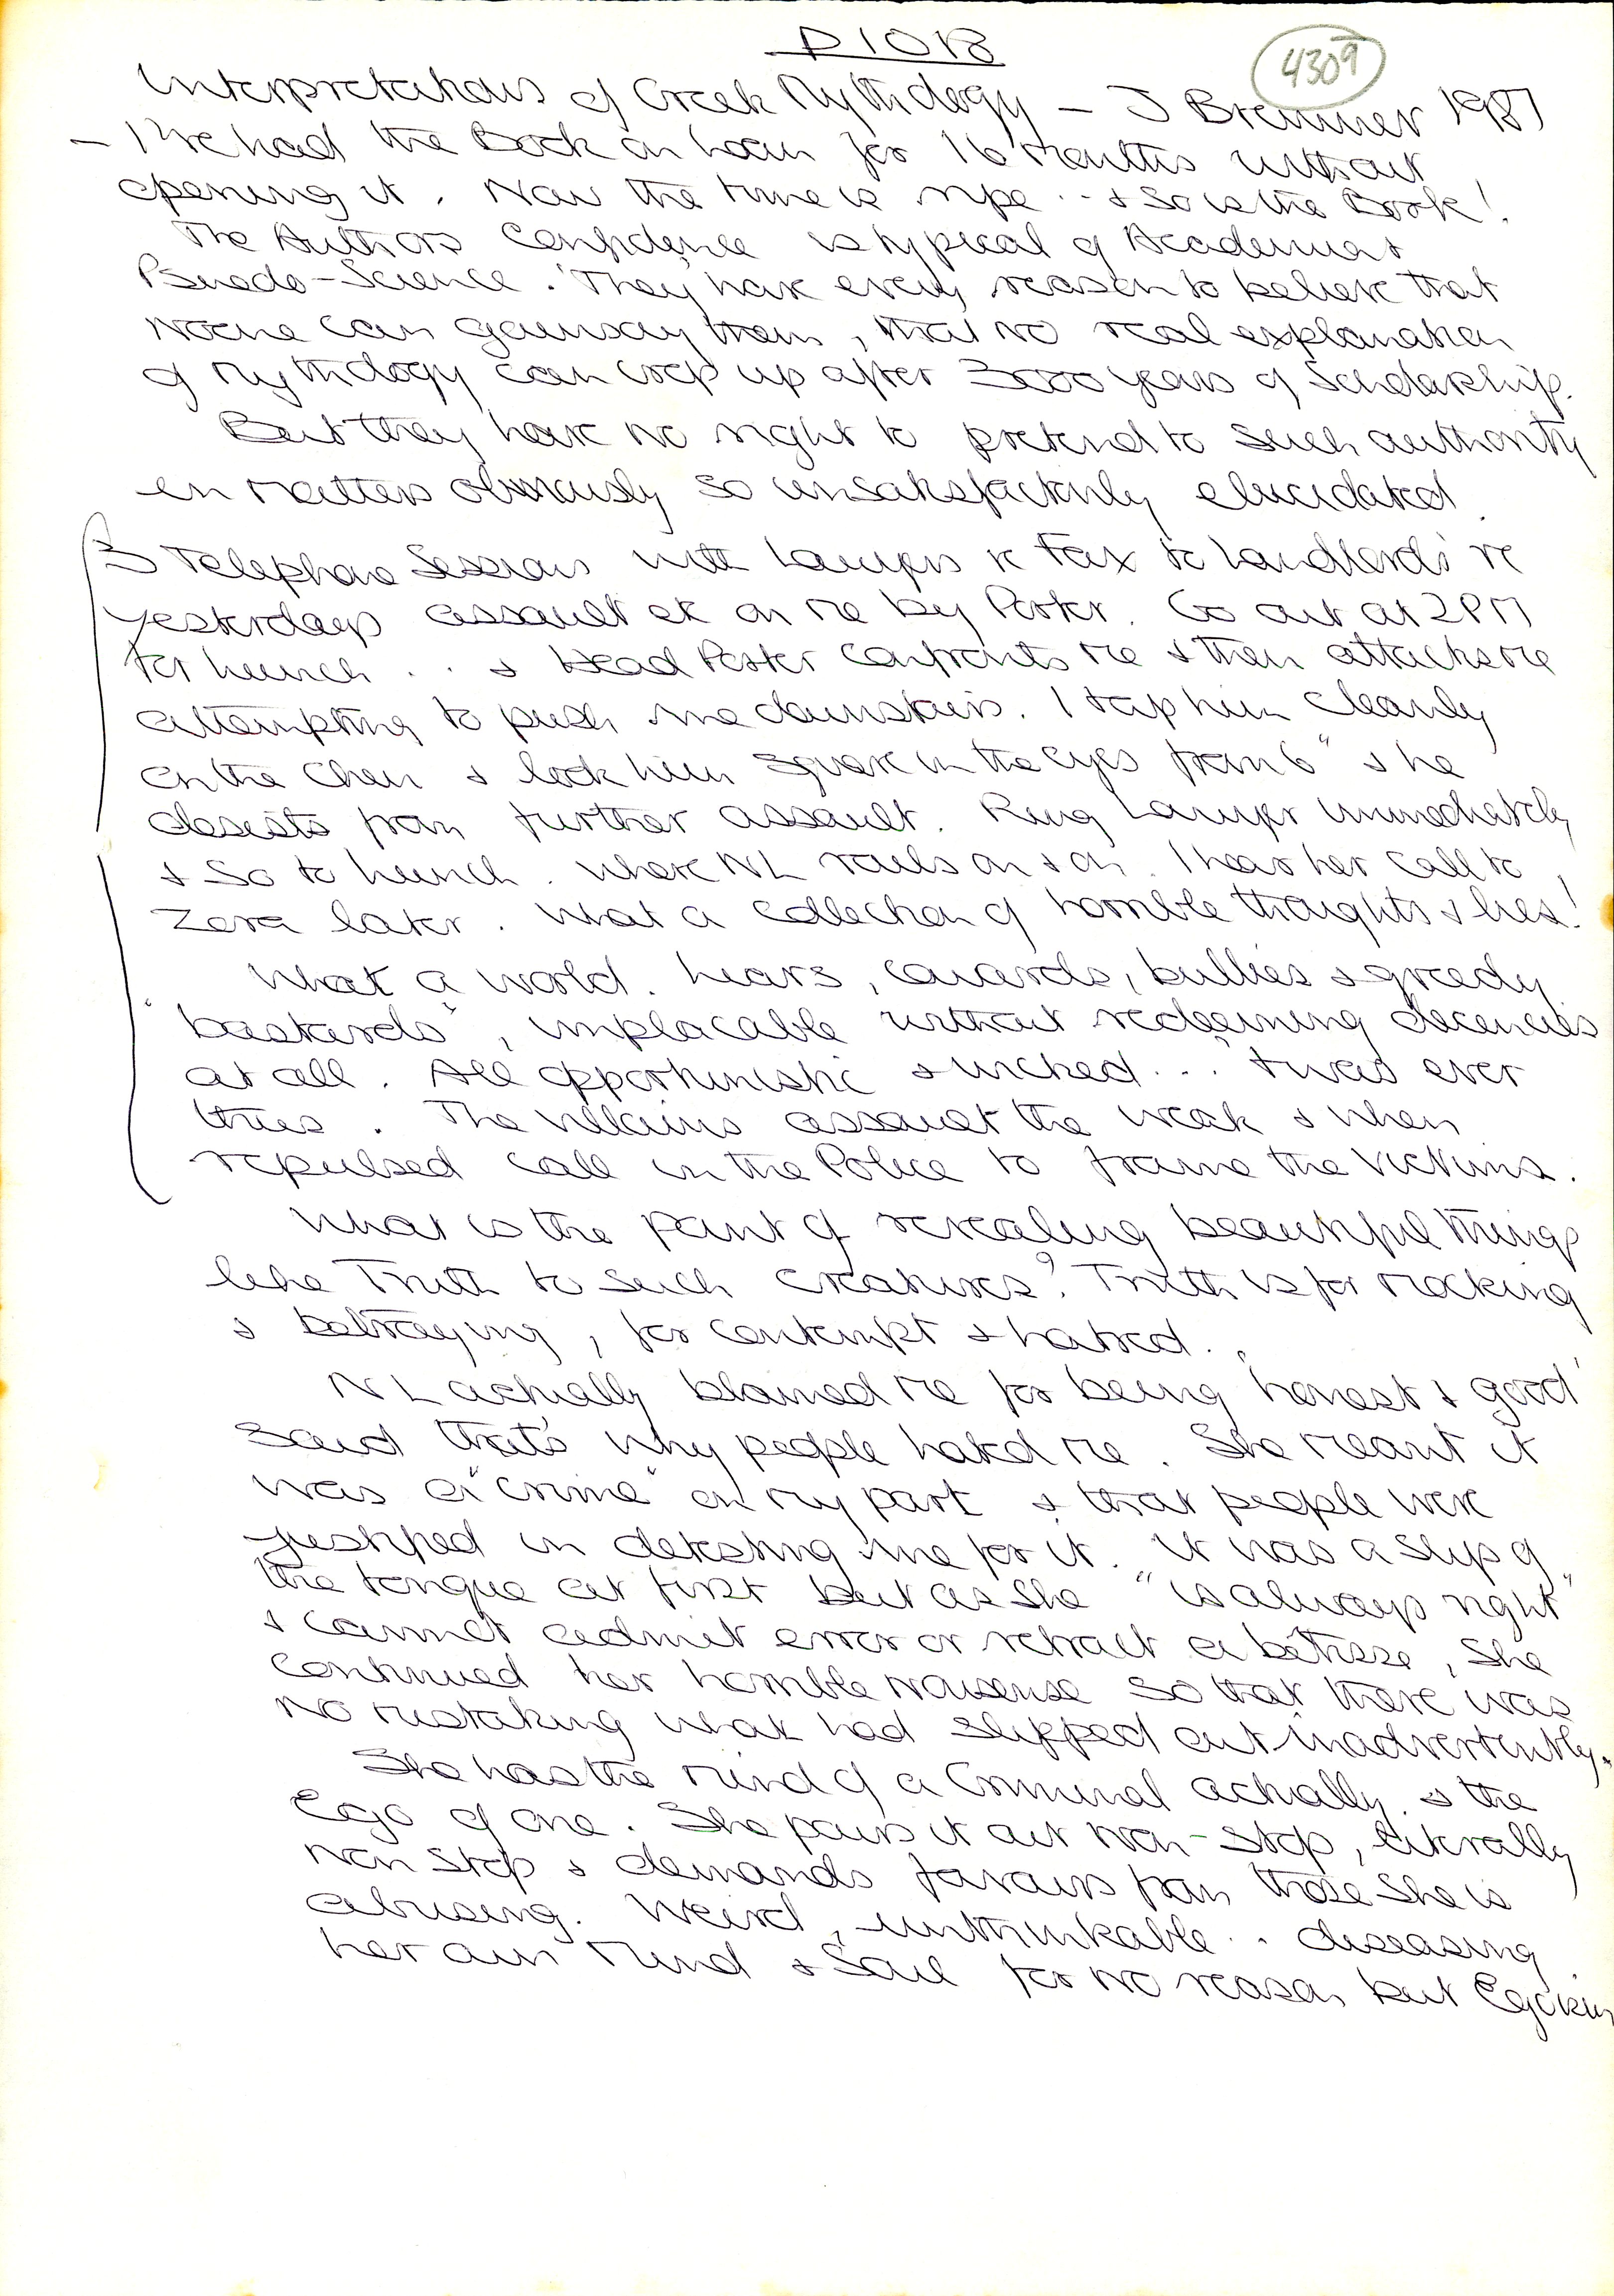 D10B
4309
Interpretations of Greek Mythology – J Bremmer 1987
– I've had the Book on loan for 16 months without
opening it. Now the time is ripe .. & so is the Book!
The Authors Confidence is typical of Academia &
Psuedo-Science. They have every reason to believe that
Noone can gainsay them, that no real explanation
of Mythology can crop up after 3000 years of Scholarship.
But they have no right to pretend to such authority
in matters obviously so unsatisfactorily elucidated.
3 Telephone Sessions with Lawyers re Fax to Landlords re
yesterdays assault etc on me by Porter. Go out at 2PM
for lunch .. & Head Porter confronts me & then attacks me
attempting to push me downstairs. I tap him cleanly
on the Chin & look him square in the eyes from 6" & he
desists from further assault. Ring Lawyer immediately
& so to lunch. Where NL rails on & on. I hear her call to
Zora later. What a collection of horrible thoughts & lies!
What a world. Liars, cowards, bullies & greedy
bastards, implacable without redeeming decencies
at all. All opportunistic & wicked... 'twas ever
thus. The villains assault the weak & when
repulsed call in the Police to frame the Victims.
What is the point of revealing beautiful things
like Truth to such creatures? Truth is for mocking
& betraying, for contempt & hatred.
NL actually blamed me for being 'honest & good'
said that's why people hated me. She meant it
was a "crime" on my part & that people were
justified in detesting me for it. It was a slip of
the tongue at first but as she "is always right"
& cannot admit error or retract a bêtise, she
continued her horrible nonsense so that there was
no mistaking what had slipped out inadvertently.
She has the mind of a Criminal actually & the
Ego of one. She pours it out non-stop, literally
non stop & demands favours from those she is
abusing. Weird, unthinkable .. diseasing
her own mind & Soul for no reason but Egotism